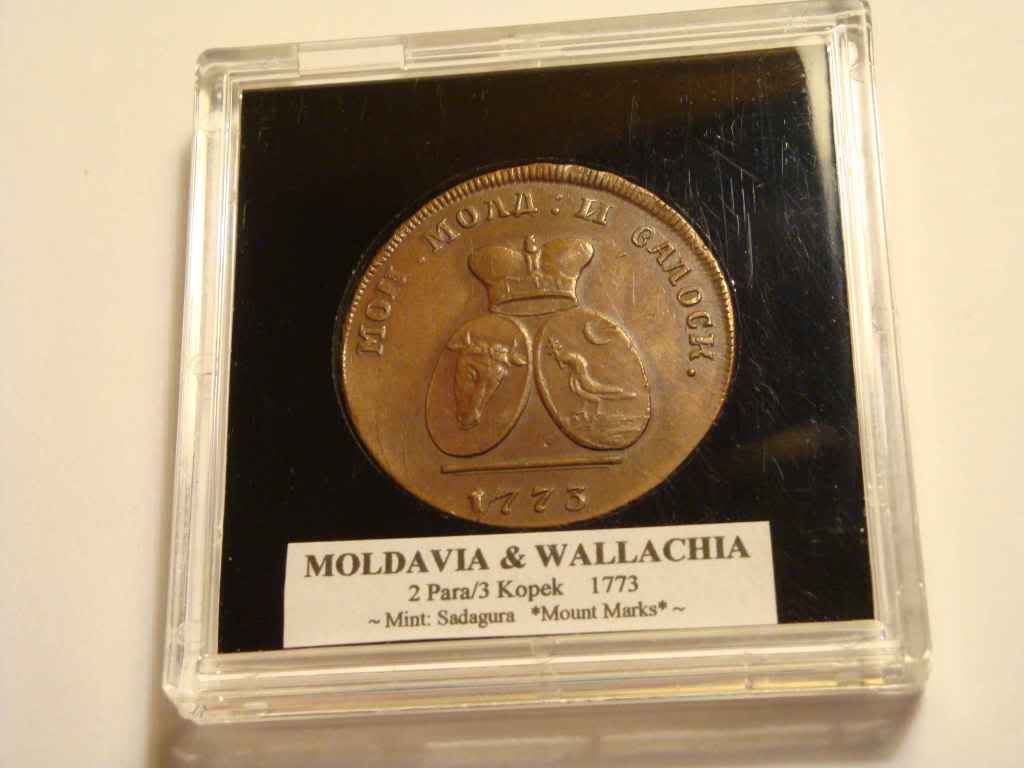 МОН . МОЛД : И ВАЛОСК .
1773
MOLDAVIA & WALLACHIA
2 Para/3 Kopek 1773
~ Mint: Sadagura *Mount Marks* ~